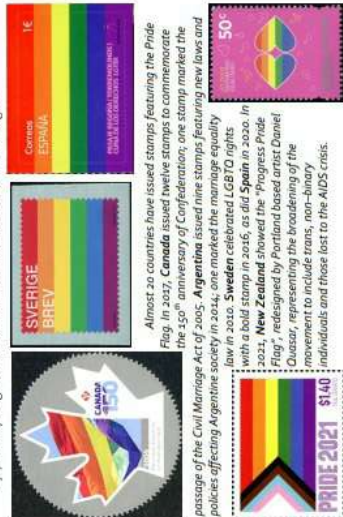 SVERIGE
BREV
1€
Correos
ESPAÑA
CANADA
150
Almost 20 countries have issued stamps featuring the Pride
Flag. In 2017, Canada issued twelve stamps to commemorate
the 150th anniversary of Confederation; one stamp marked the
passage of the Civil Marriage Act of 2005. Argentina issued nine stamps featuring new laws and
policies affecting Argentine society in 2014; one marked the marriage equality
law in 2010. Sweden celebrated LGBTQ rights
with a bold stamp in 2016, as did Spain in 2020. In
2021, New Zealand showed the "Progress Pride
Flag", redesigned by Portland based artist Daniel
Quasar, representing the broadening of the
movement to include trans, non-binary
individuals and those lost to the AIDS crisis.
50c
PRIDE 2021 $1.40